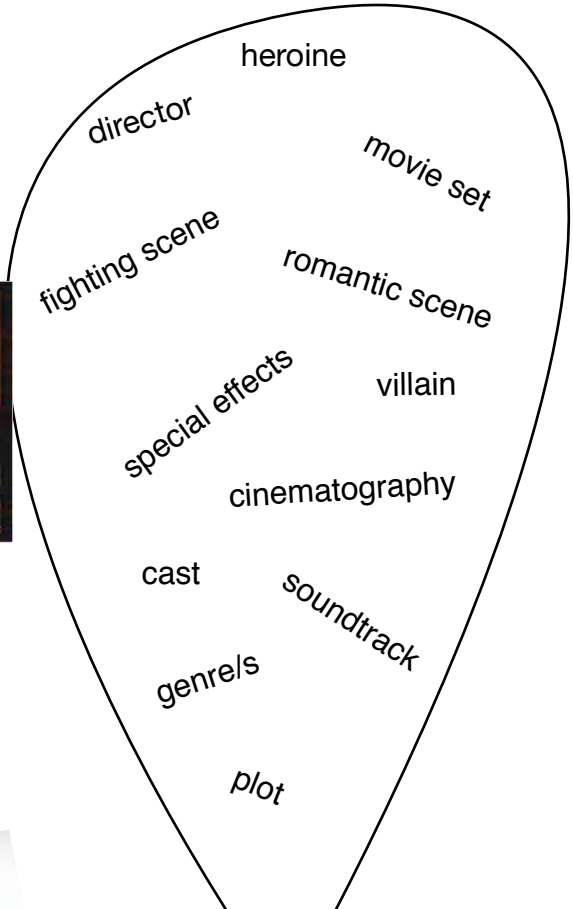 heroine
director
movie set
fighting scene
romantic scene
special effects
villain
cinematography
cast
soundtrack
genre/s
plot